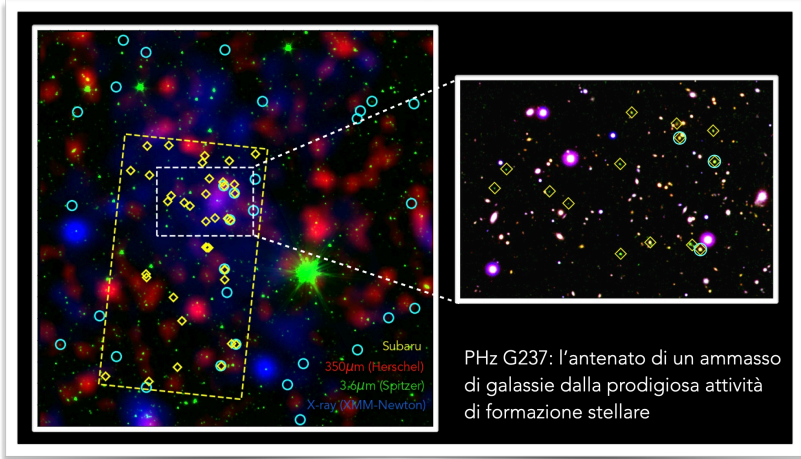 Subaru
350μm (Herschel)
3.6μm (Spitzer)
X-ray (XMM-Newton)
PHz G237: l'antenato di un ammasso
di galassie dalla prodigiosa attività
di formazione stellare